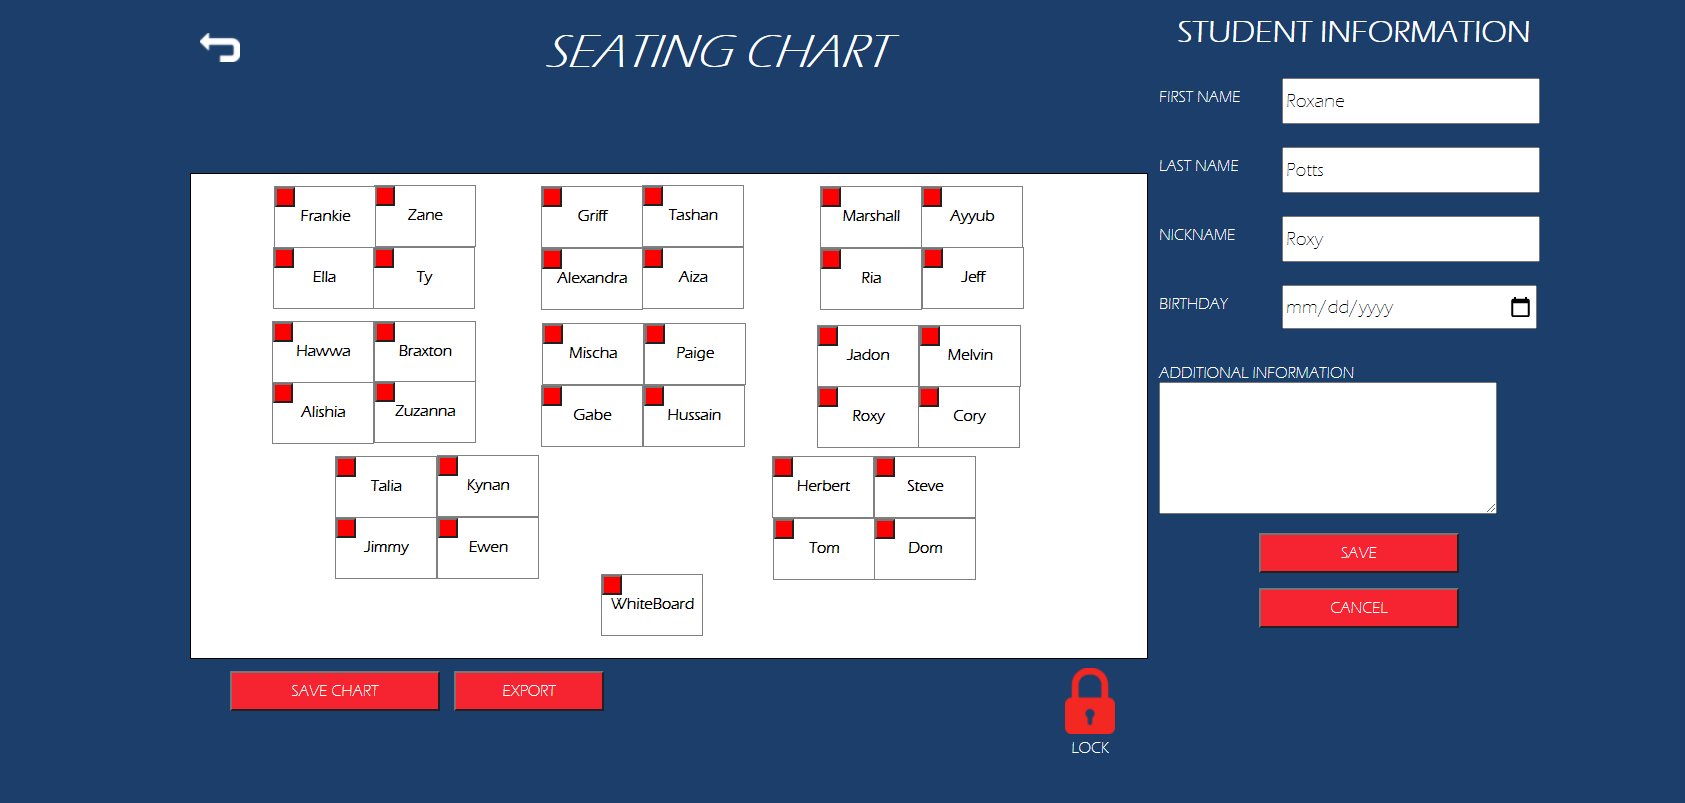 SEATING CHART
Frankie Zane Griff Tashan Marshall Ayyub
Ella Ty Alexandra Aiza Ria Jeff
Hawwa Braxton Mischa Paige Jadon Melvin
Alishia Zuzanna Gabe Hussain Roxy Cory
Talia Kynan Herbert Steve
Jimmy Ewen Tom Dom
WhiteBoard
SAVE CHART EXPORT
LOCK
STUDENT INFORMATION
FIRST NAME Roxane
LAST NAME Potts
NICKNAME Roxy
BIRTHDAY mm/dd/yyyy
ADDITIONAL INFORMATION
SAVE
CANCEL